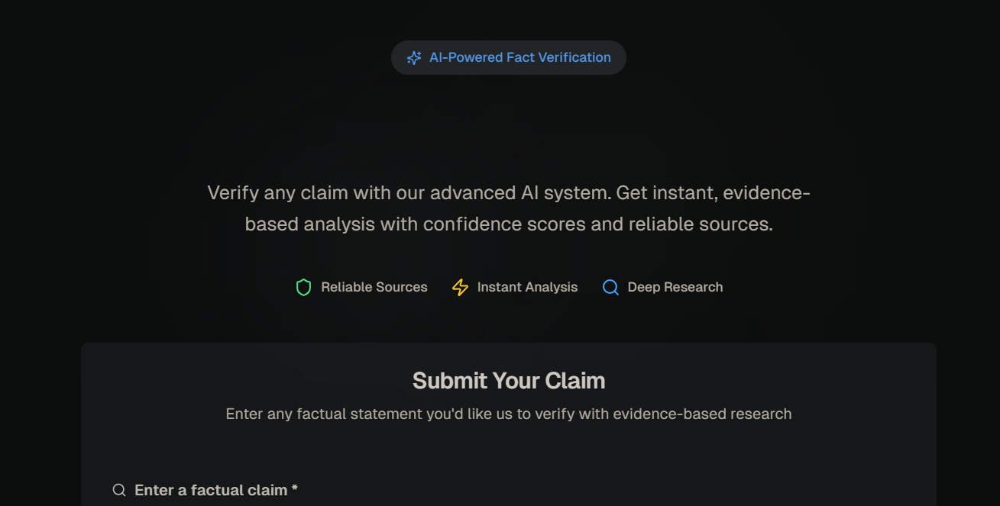 AI-Powered Fact Verification
Verify any claim with our advanced AI system. Get instant, evidence-
based analysis with confidence scores and reliable sources.
Reliable Sources
Instant Analysis
Deep Research
Submit Your Claim
Enter any factual statement you'd like us to verify with evidence-based research
Enter a factual claim *